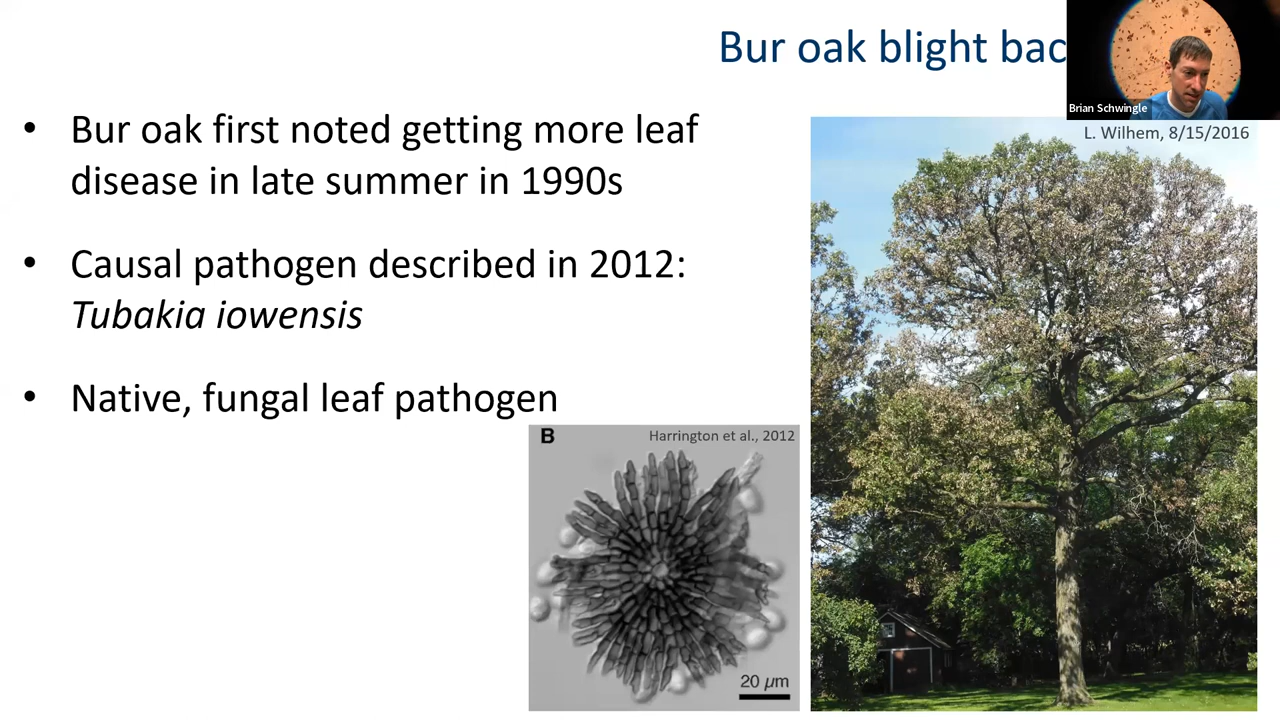 Bur oak blight bac
Brian Schwingle
• Bur oak first noted getting more leaf
disease in late summer in 1990s
• Causal pathogen described in 2012:
Tubakia iowensis
• Native, fungal leaf pathogen
B
Harrington et al., 2012
20 µm
L. Wilhem, 8/15/2016